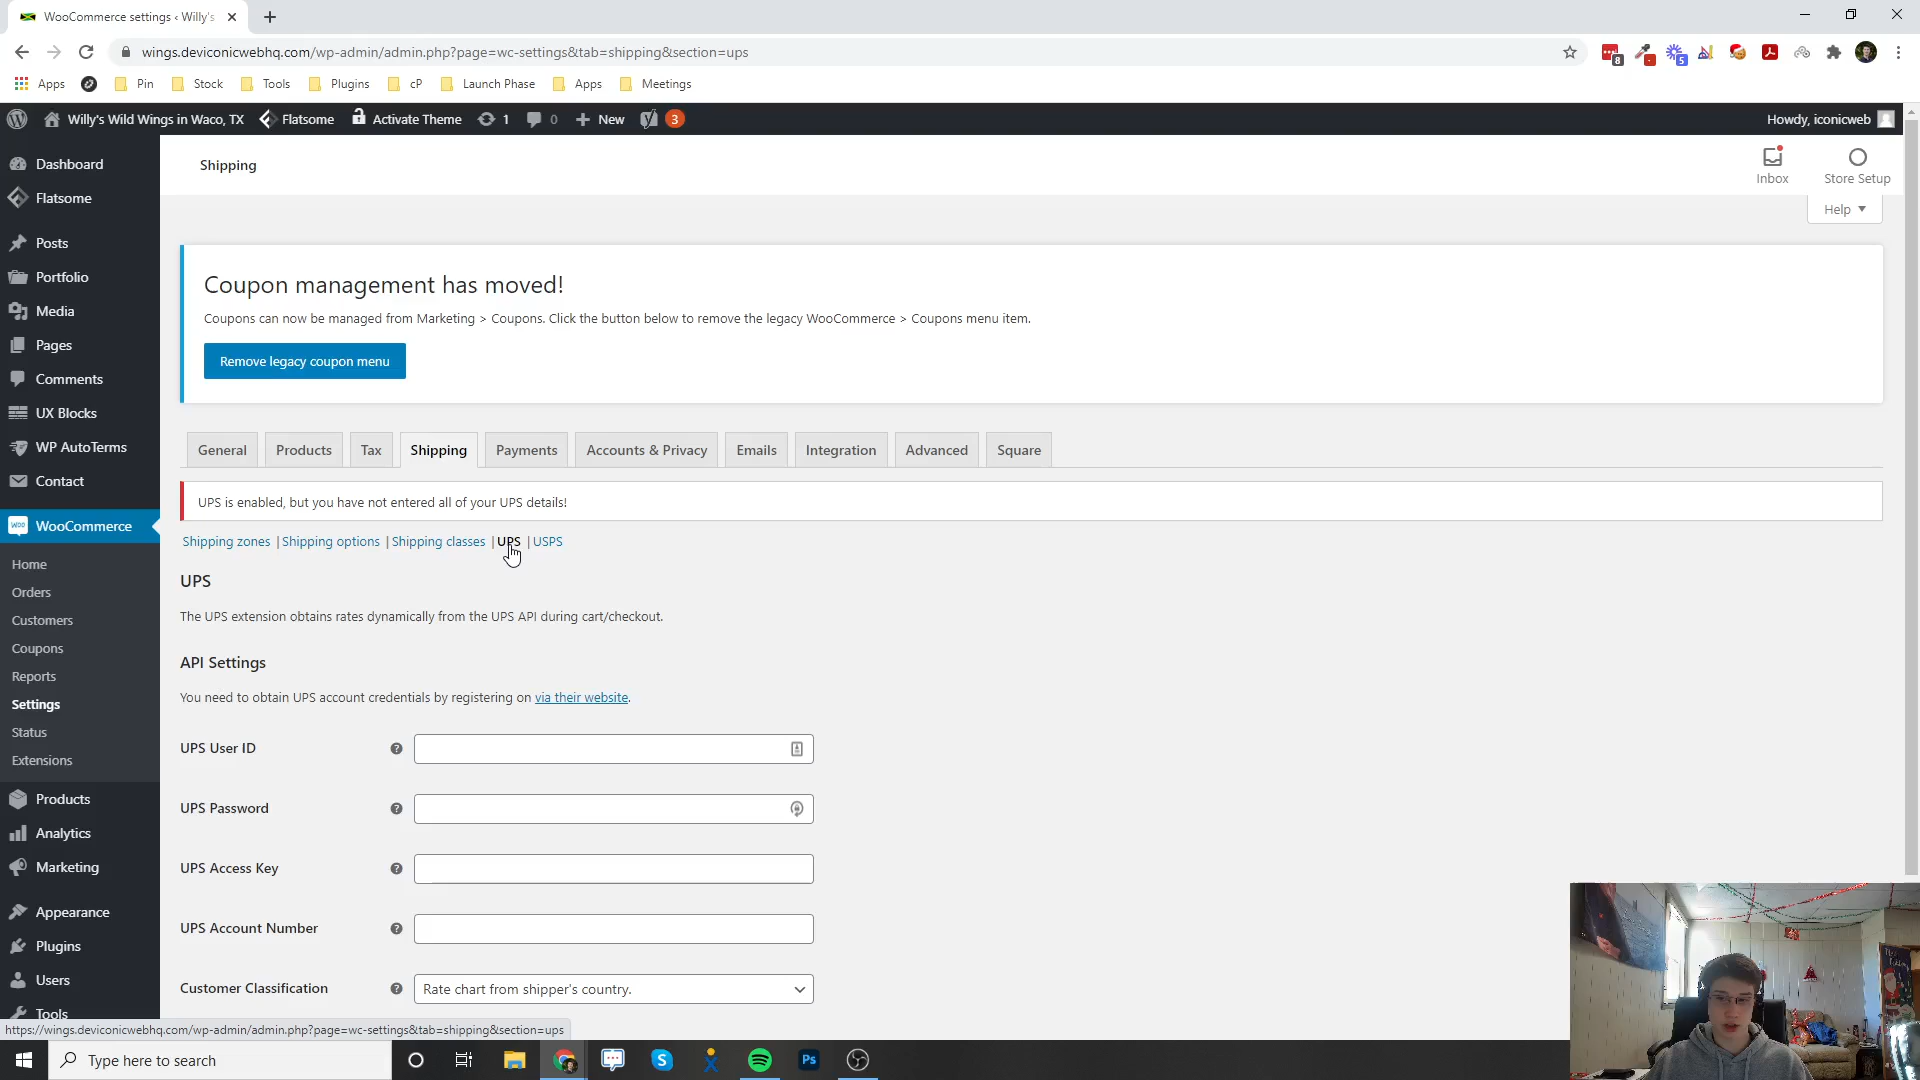 WooCommerce settings ‹ Willy's
wings.deviconicwebhq.com/wp-admin/admin.php?page=wc-settings&tab=shipping&section=ups
8
5
Apps
Pin
Stock
Tools
Plugins
cP
Launch Phase
Apps
Meetings
Willy's Wild Wings in Waco, TX
Flatsome
Activate Theme
1
0
New
3
Howdy, iconicweb
Dashboard
Flatsome
Posts
Portfolio
Media
Pages
Comments
UX Blocks
WP AutoTerms
Contact
WooCommerce
Home
Orders
Customers
Coupons
Reports
Settings
Status
Extensions
Products
Analytics
Marketing
Appearance
Plugins
Users
Tools
Shipping
Inbox
Store Setup
Help
Coupon management has moved!
Coupons can now be managed from Marketing > Coupons. Click the button below to remove the legacy WooCommerce > Coupons menu item.
Remove legacy coupon menu
General
Products
Tax
Shipping
Payments
Accounts & Privacy
Emails
Integration
Advanced
Square
UPS is enabled, but you have not entered all of your UPS details!
Shipping zones | Shipping options | Shipping classes | UPS | USPS
UPS
The UPS extension obtains rates dynamically from the UPS API during cart/checkout.
API Settings
You need to obtain UPS account credentials by registering on via their website.
UPS User ID
UPS Password
UPS Access Key
UPS Account Number
Customer Classification
Rate chart from shipper's country.
https://wings.deviconicwebhq.com/wp-admin/admin.php?page=wc-settings&tab=shipping&section=ups
Type here to search
S
Ps